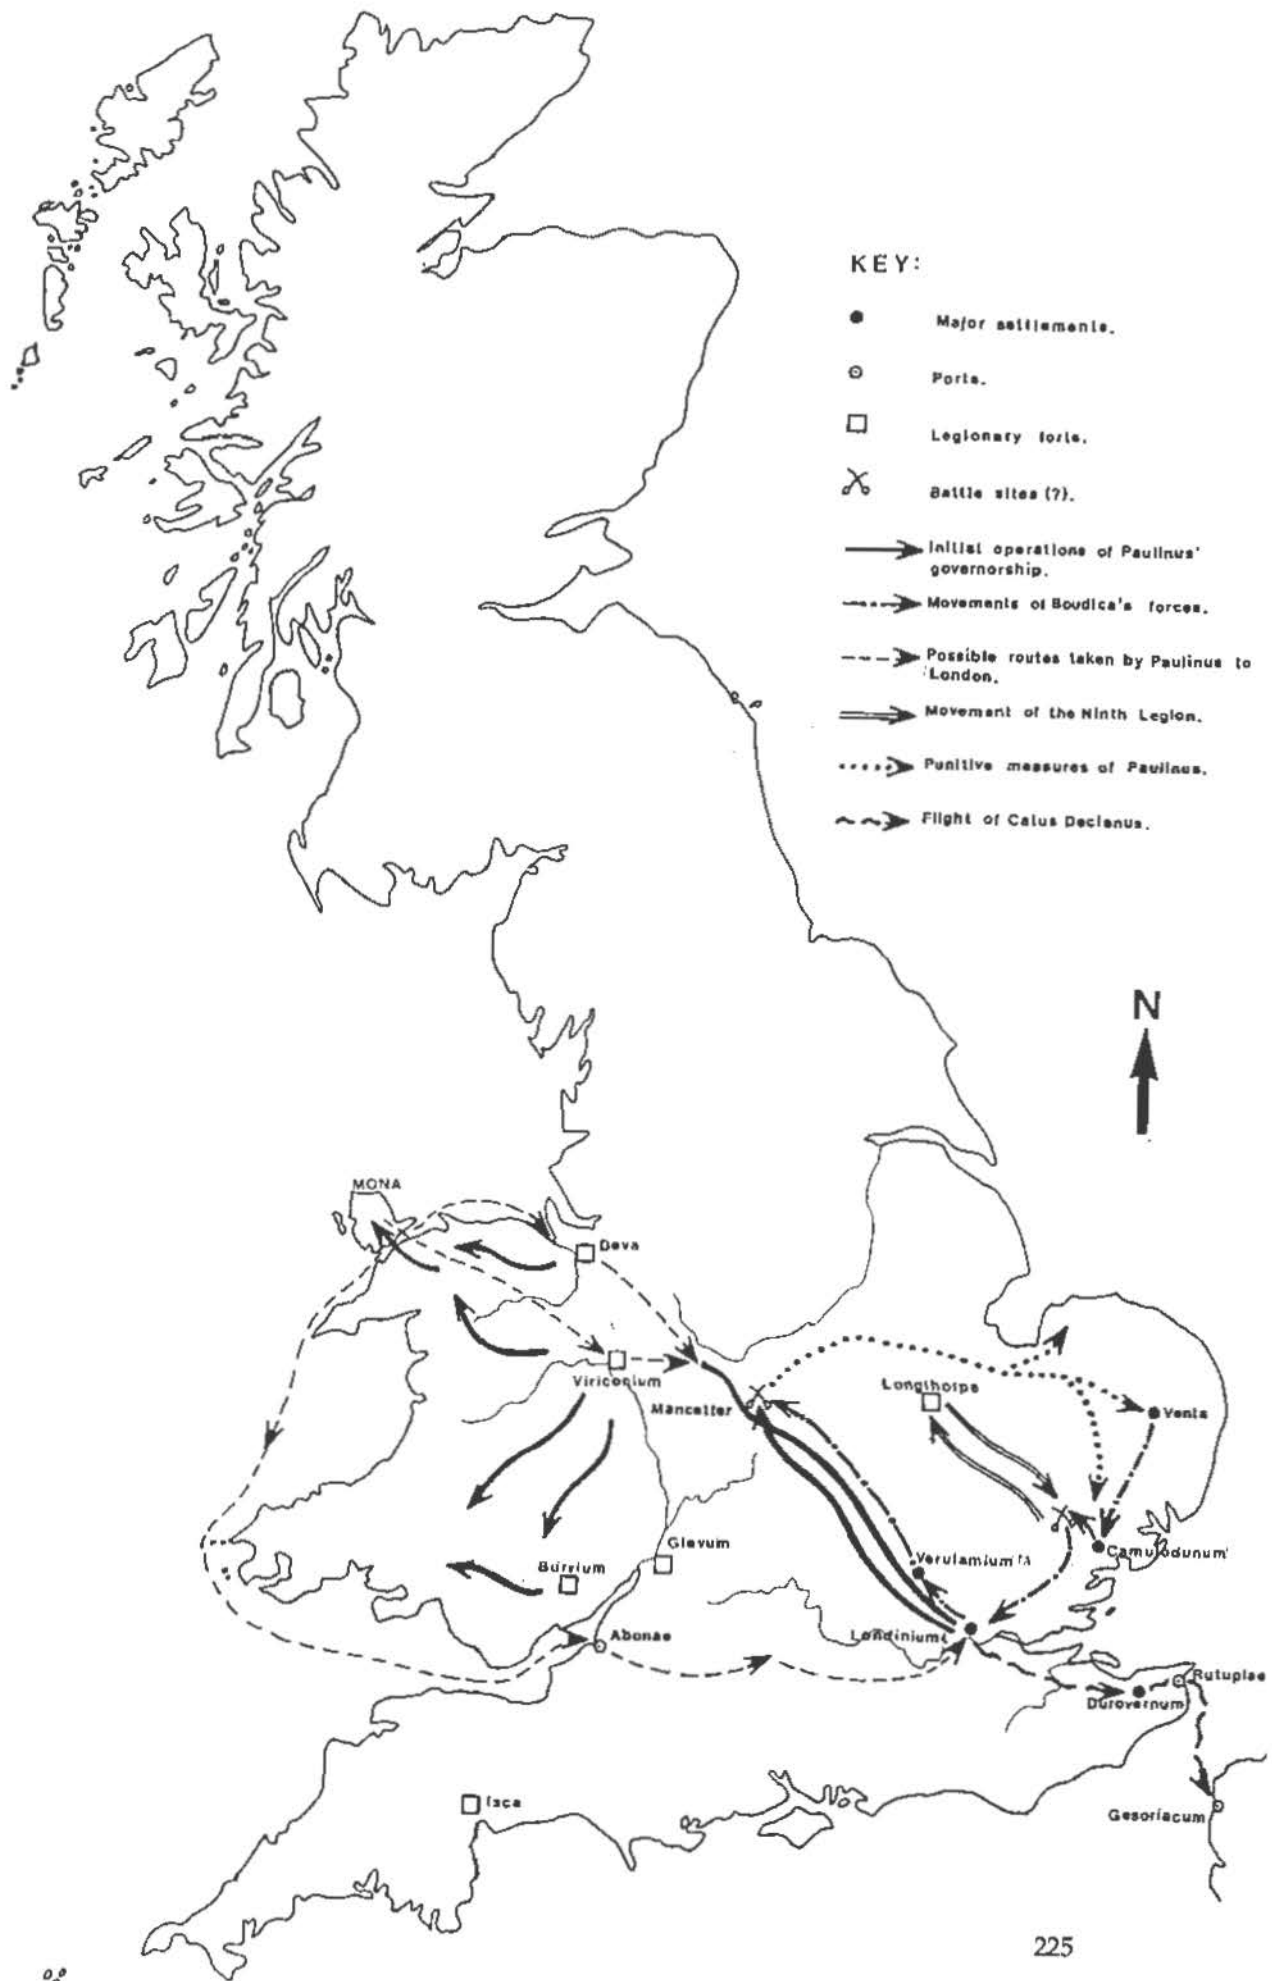 KEY:
Major settlements.
Ports.
Legionary forts.
Battle sites (?).
Initial operations of Paulinus'
governorship.
Movements of Boudica's forces.
Possible routes taken by Paulinus to
London.
Movement of the Ninth Legion.
Punitive measures of Paulinus.
Flight of Catus Decianus.
N
MONA
Deva
Viriconium
Mancetter
Longthorpe
Venta
Glevum
Burrium
Verulamium
Camulodunum
Abonae
Londinium
Rutupiae
Durovernum
Isca
Gesoriacum
225